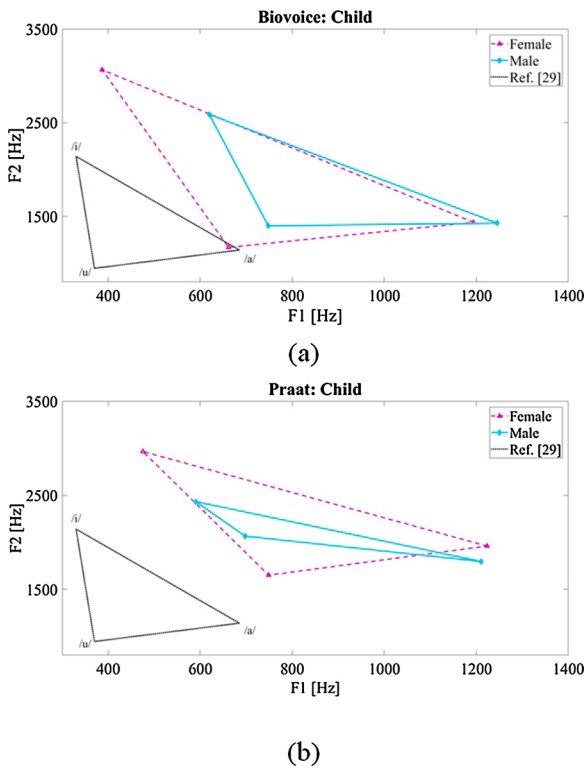 Biovoice: Child
3500
2500
1500
F2 [Hz]
Female
Male
Ref. [29]
/i/
/u/
/a/
400 600 800 1000 1200 1400
F1 [Hz]
(a)
Praat: Child
3500
2500
1500
F2 [Hz]
Female
Male
Ref. [29]
/i/
/u/
/a/
400 600 800 1000 1200 1400
F1 [Hz]
(b)